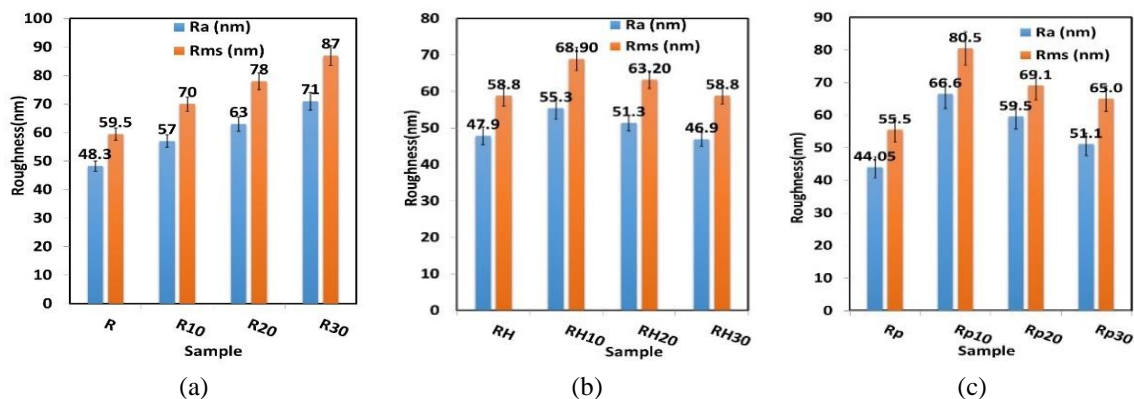 100
90
80
70
60
50
40
30
20
10
0
Roughness(nm)
Ra (nm)
Rms (nm)
48.3
59.5
57
70
63
78
71
87
R
R10
R20
R30
Sample
(a)
80
70
60
50
40
30
20
10
0
Roughness(nm)
Ra (nm)
Rms (nm)
47.9
58.8
55.3
68.90
51.3
63.20
46.9
58.8
RH
RH10
RH20
RH30
Sample
(b)
90
80
70
60
50
40
30
20
10
0
Roughness(nm)
Ra (nm)
Rms (nm)
44.05
55.5
66.6
80.5
59.5
69.1
51.1
65.0
Rp
Rp10
Rp20
Rp30
Sample
(c)